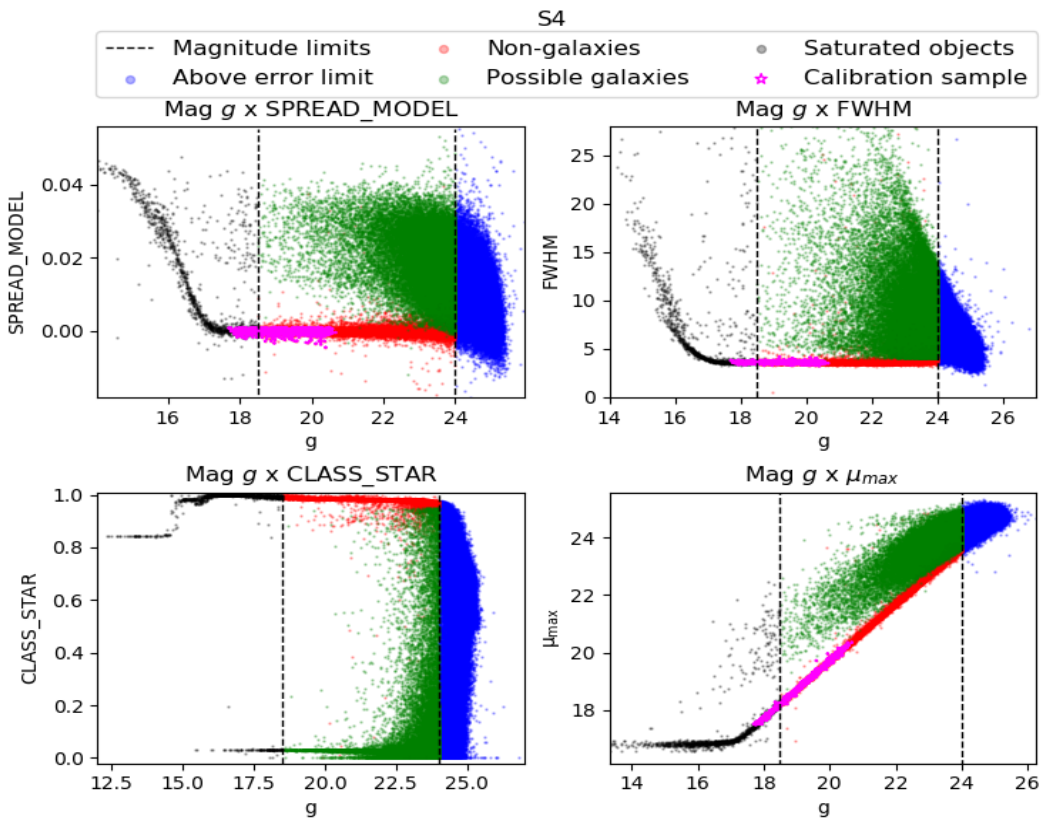 S4
Magnitude limits Non-galaxies Saturated objects
Above error limit Possible galaxies Calibration sample
Mag g x SPREAD_MODEL Mag g x FWHM
SPREAD_MODEL
0.04
0.02
0.00
16 18 20 22 24
g
FWHM
25
20
15
10
5
0
14 16 18 20 22 24 26
g
Mag g x CLASS_STAR Mag g x μmax
CLASS_STAR
1.0
0.8
0.6
0.4
0.2
0.0
12.5 15.0 17.5 20.0 22.5 25.0
g
μmax
24
22
20
18
14 16 18 20 22 24 26
g